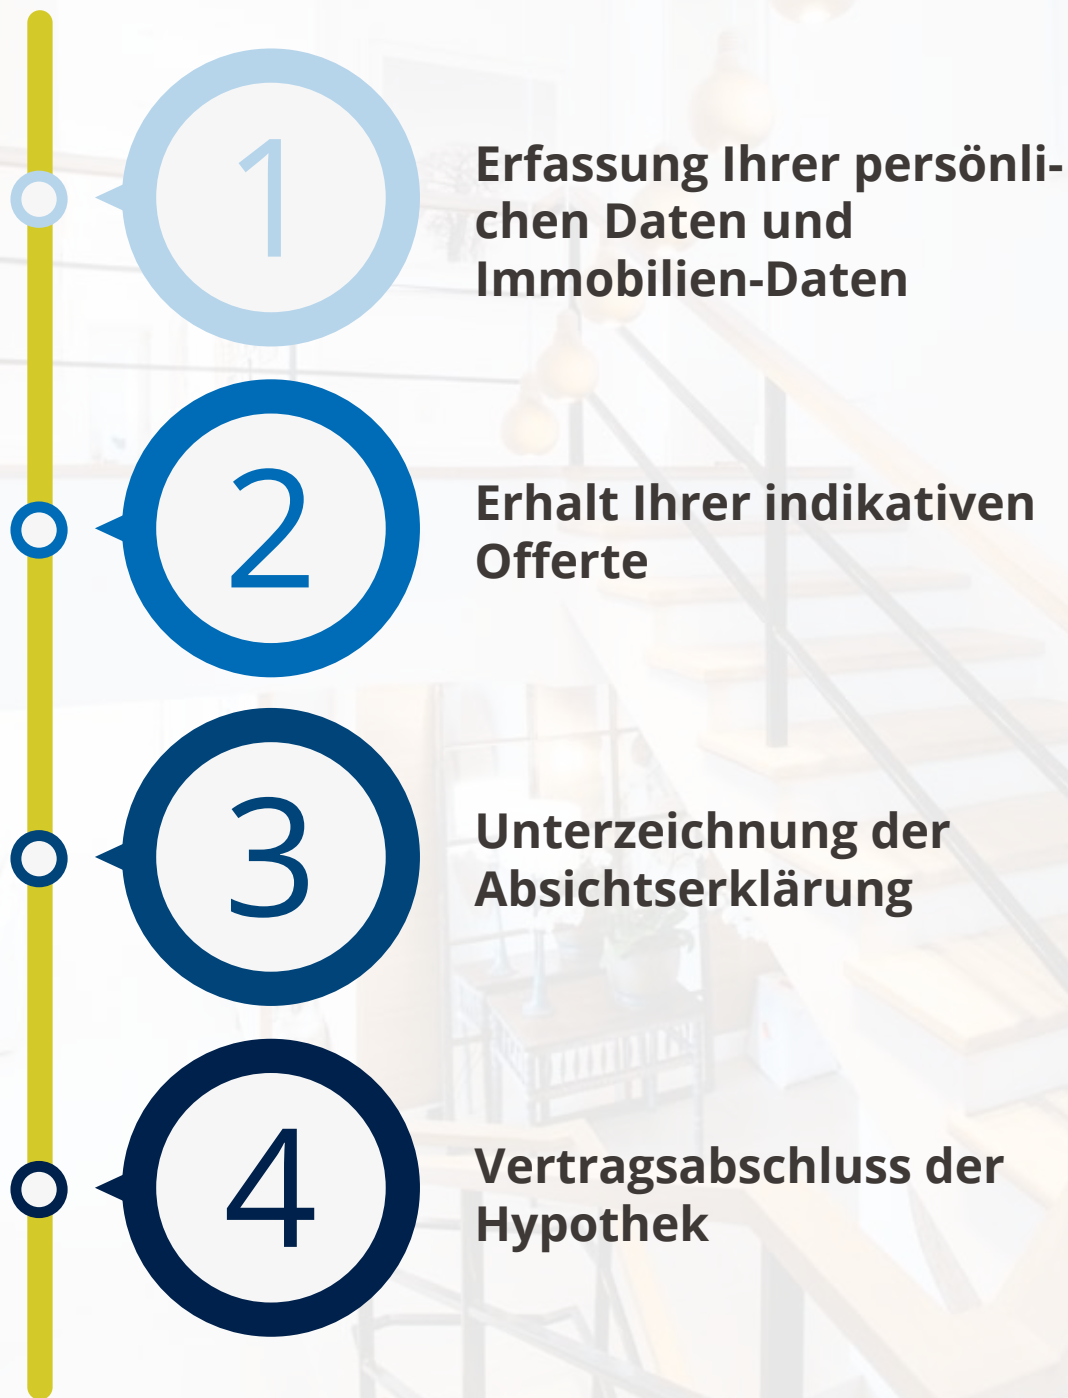 1
Erfassung Ihrer persönli-
chen Daten und
Immobilien-Daten
2
Erhalt Ihrer indikativen
Offerte
3
Unterzeichnung der
Absichtserklärung
4
Vertragsabschluss der
Hypothek